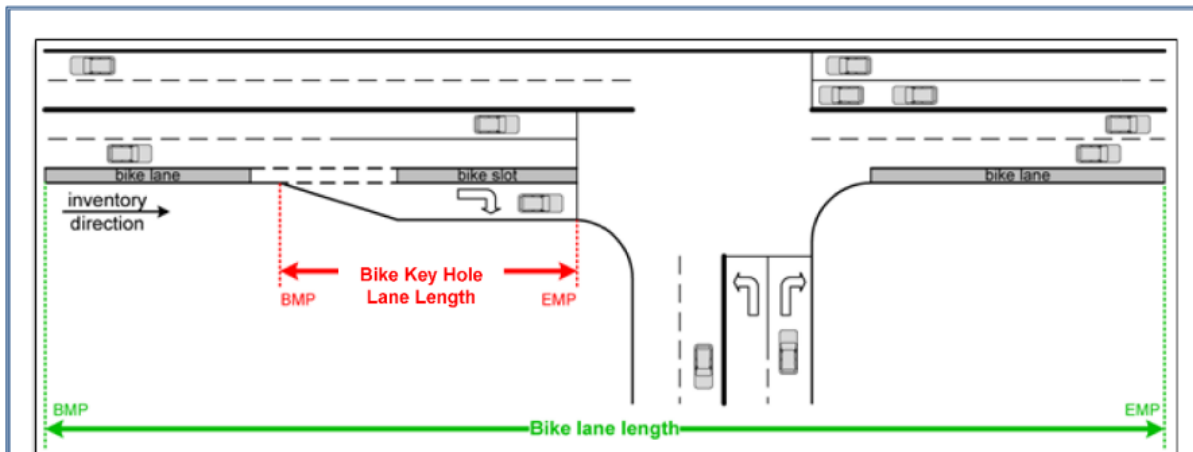 bike lane
bike slot
bike lane
inventory
direction
Bike Key Hole
Lane Length
BMP
EMP
BMP
EMP
Bike lane length